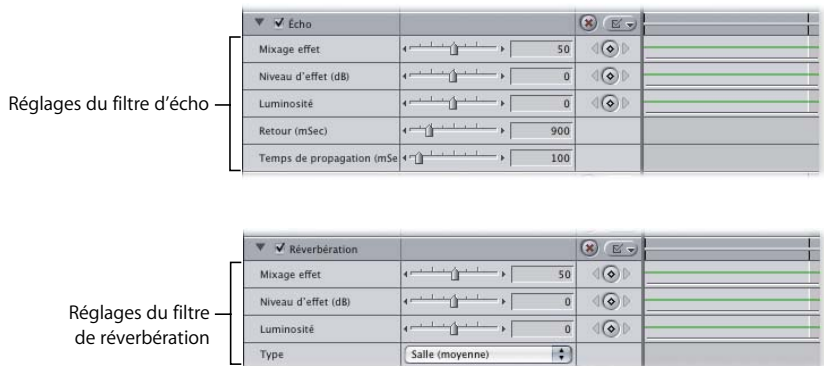 Écho
Mixage effet 50
Niveau d'effet (dB) 0
Réglages du filtre d'écho
Luminosité 0
Retour (mSec) 900
Temps de propagation (mSe 100
Réverbération
Mixage effet 50
Niveau d'effet (dB) 0
Réglages du filtre
de réverbération
Luminosité 0
Type Salle (moyenne)